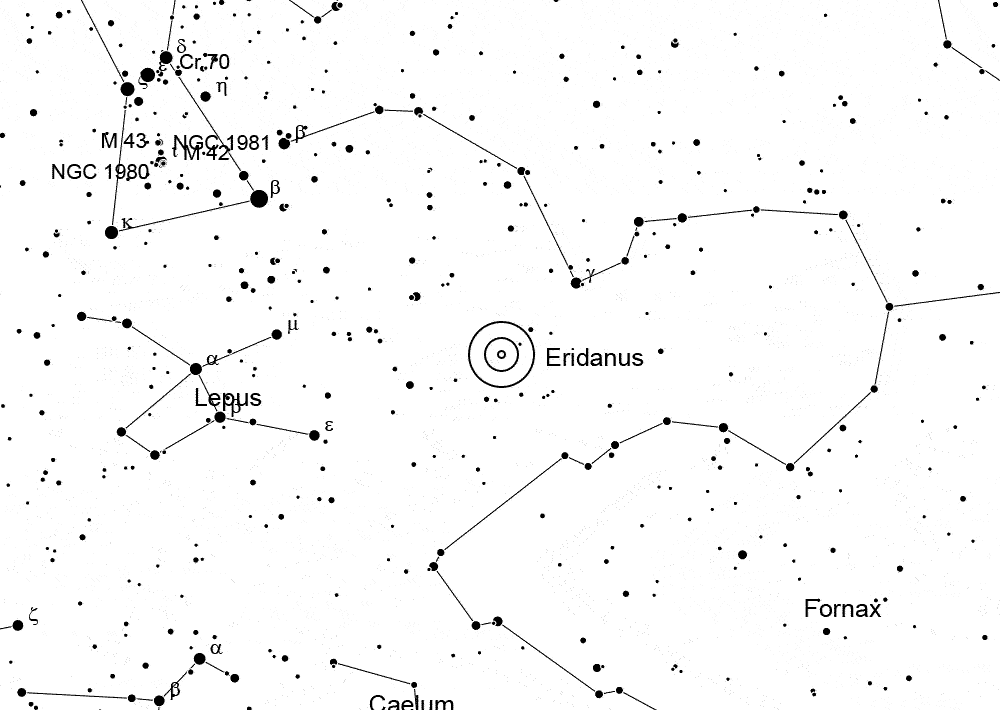 δ
Cr 70
ε
ζ
η
M 43
NGC 1981
β
ι
M 42
NGC 1980
β
κ
γ
μ
α
Eridanus
Lepus
β
ε
ζ
Fornax
α
β
Caelum